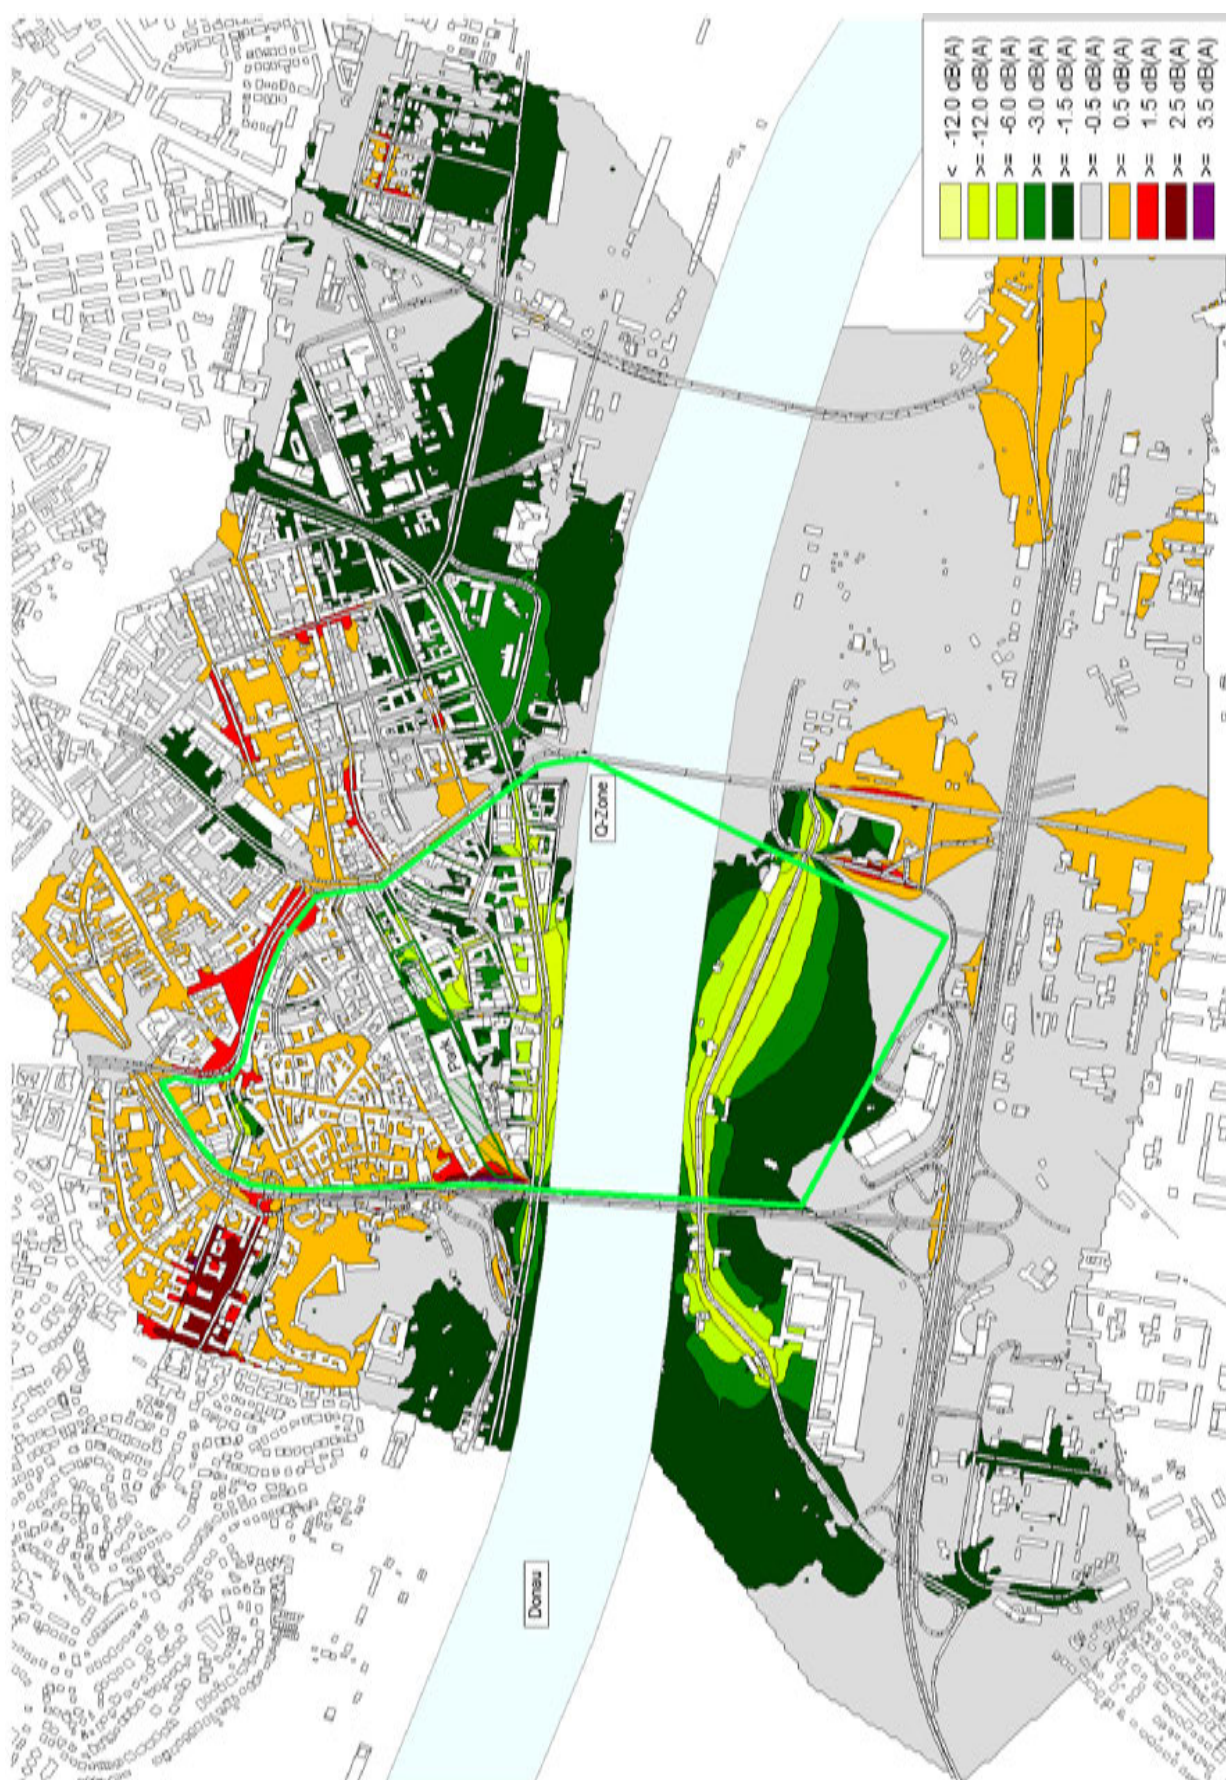 < -12.0 dB(A)
>= -12.0 dB(A)
>= -6.0 dB(A)
>= -3.0 dB(A)
>= -1.5 dB(A)
>= -0.5 dB(A)
>= 0.5 dB(A)
>= 1.5 dB(A)
>= 2.5 dB(A)
>= 3.5 dB(A)
Q-Zone
Park
Donau